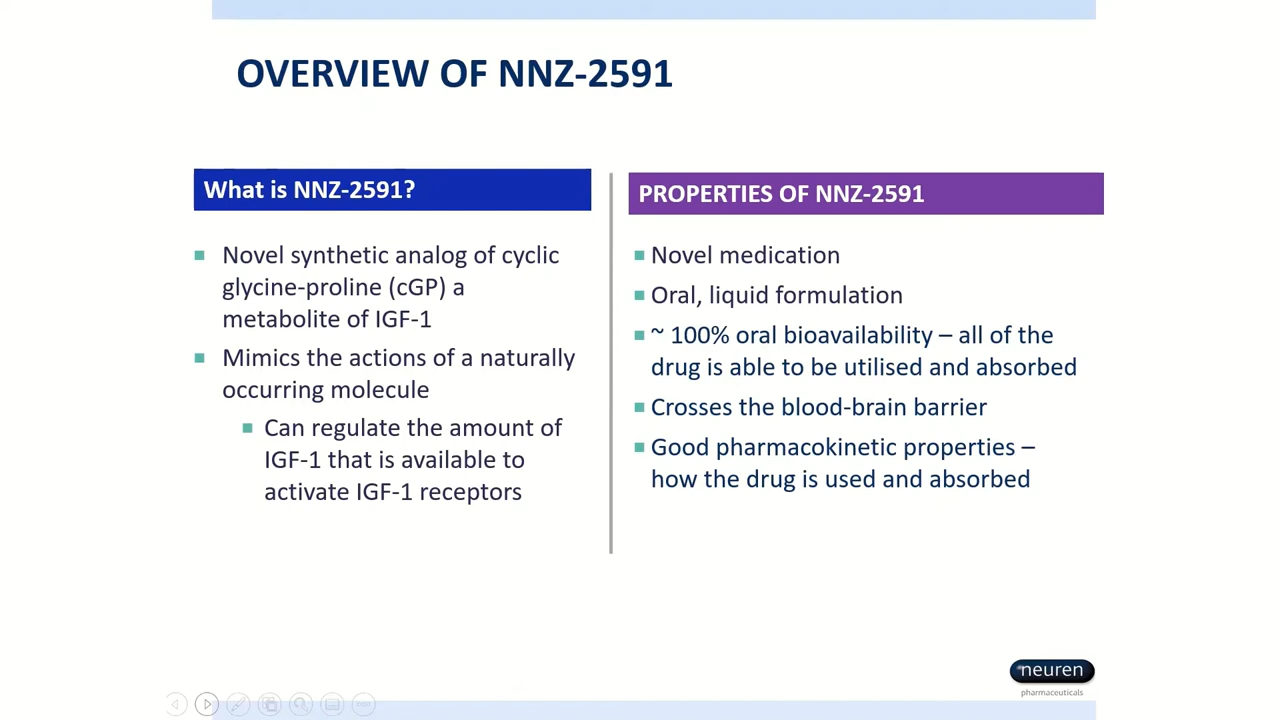 OVERVIEW OF NNZ-2591
What is NNZ-2591?
Novel synthetic analog of cyclic
glycine-proline (cGP) a
metabolite of IGF-1
Mimics the actions of a naturally
occurring molecule
Can regulate the amount of
IGF-1 that is available to
activate IGF-1 receptors
PROPERTIES OF NNZ-2591
Novel medication
Oral, liquid formulation
~ 100% oral bioavailability – all of the
drug is able to be utilised and absorbed
Crosses the blood-brain barrier
Good pharmacokinetic properties –
how the drug is used and absorbed
neuren
pharmaceuticals